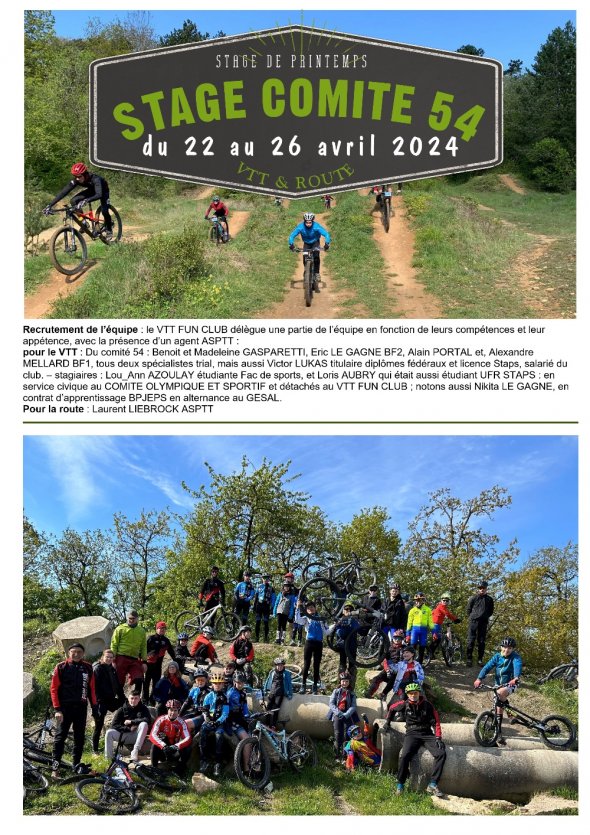 STAGE DE PRINTEMPS
STAGE COMITE 54
du 22 au 26 avril 2024
VTT & ROUTE
Recrutement de l'équipe : le VTT FUN CLUB délègue une partie de l'équipe en fonction de leurs compétences et leur
appétence, avec la présence d'un agent ASPTT :
pour le VTT : Du comité 54 : Benoit et Madeleine GASPARETTI, Eric LE GAGNE BF2, Alain PORTAL et, Alexandre
MELLARD BF1, tous deux spécialistes trial, mais aussi Victor LUKAS titulaire diplômes fédéraux et licence Staps, salarié du
club. – stagiaires : Lou_Ann AZOULAY étudiante Fac de sports, et Loris AUBRY qui était aussi étudiant UFR STAPS : en
service civique au COMITE OLYMPIQUE ET SPORTIF et détachés au VTT FUN CLUB ; notons aussi Nikita LE GAGNE, en
contrat d'apprentissage BPJEPS en alternance au GESAL.
Pour la route : Laurent LIEBROCK ASPTT